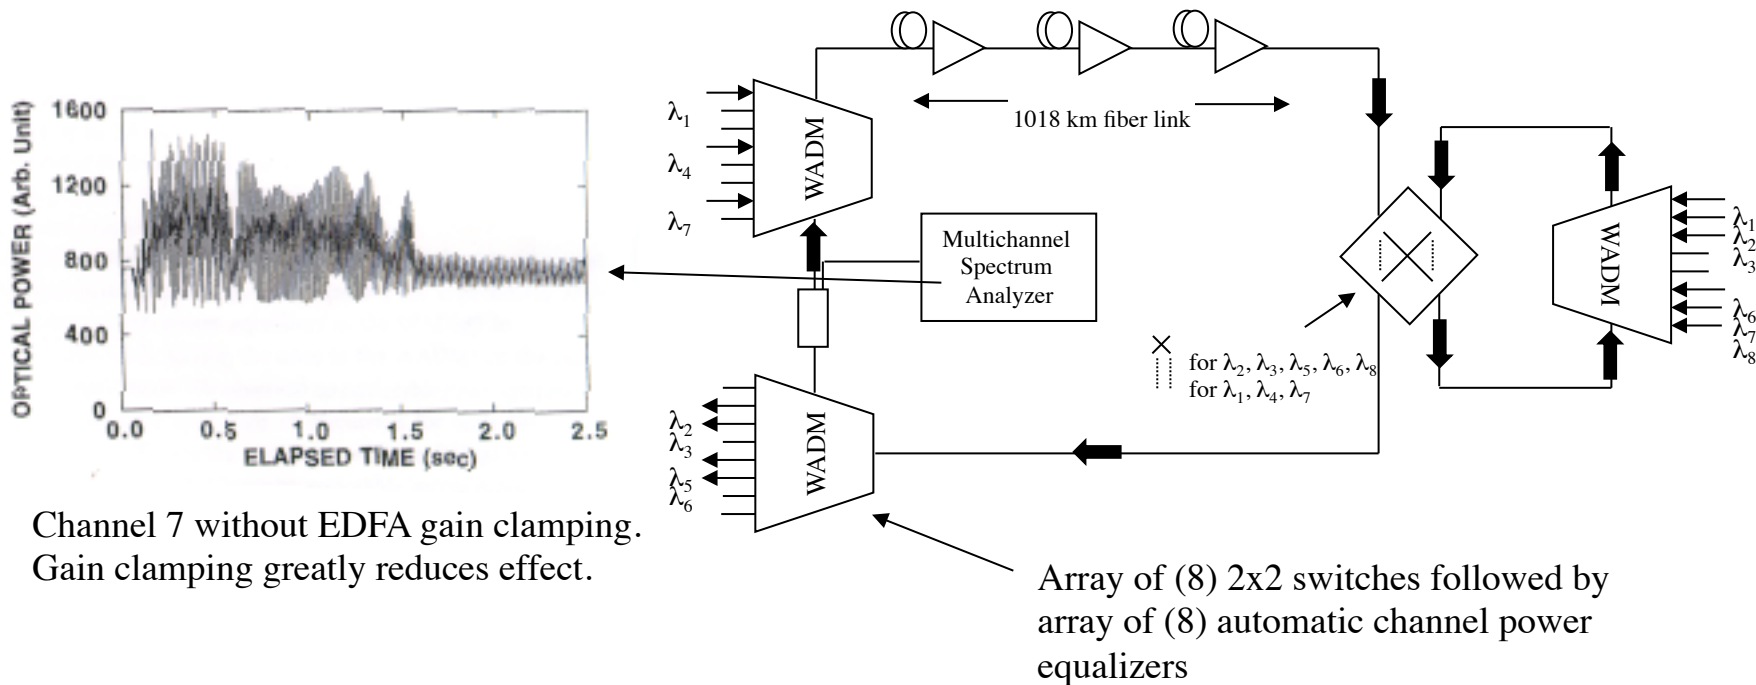 1600
1200
800
400
0
0.0 0.5 1.0 1.5 2.0 2.5
OPTICAL POWER (Arb. Unit)
ELAPSED TIME (sec)
Channel 7 without EDFA gain clamping.
Gain clamping greatly reduces effect.
1018 km fiber link
λ1
λ4
λ7
WADM
Multichannel
Spectrum
Analyzer
λ2
λ3
λ5
λ6
WADM
for λ2, λ3, λ5, λ6, λ8
for λ1, λ4, λ7
WADM
λ1
λ2
λ3
λ6
λ7
λ8
Array of (8) 2x2 switches followed by
array of (8) automatic channel power
equalizers